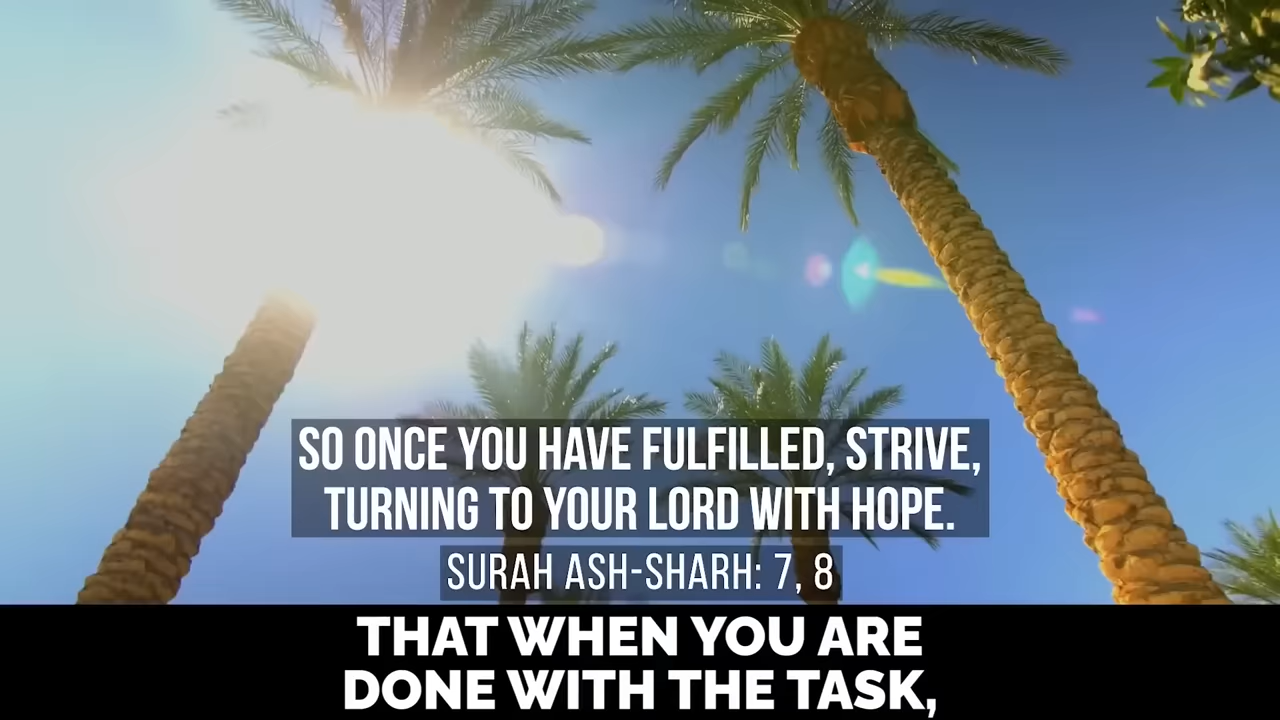 SO ONCE YOU HAVE FULFILLED, STRIVE,
TURNING TO YOUR LORD WITH HOPE.
SURAH ASH-SHARH: 7, 8
THAT WHEN YOU ARE
DONE WITH THE TASK,